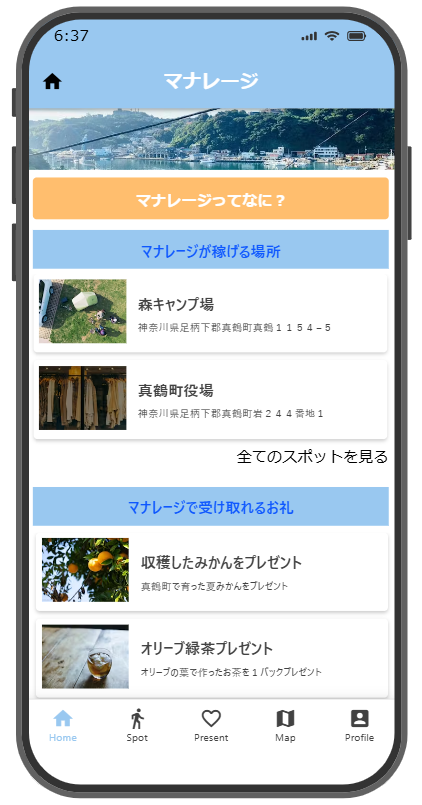 6:37
マナレージ
マナレージってなに？
マナレージが稼げる場所
森キャンプ場
神奈川県足柄下郡真鶴町真鶴１１５４−５
真鶴町役場
神奈川県足柄下郡真鶴町岩２４４番地１
全てのスポットを見る
マナレージで受け取れるお礼
収穫したみかんをプレゼント
真鶴町で育った夏みかんをプレゼント
オリーブ緑茶プレゼント
オリーブの葉で作ったお茶を１パックプレゼント
Home Spot Present Map Profile